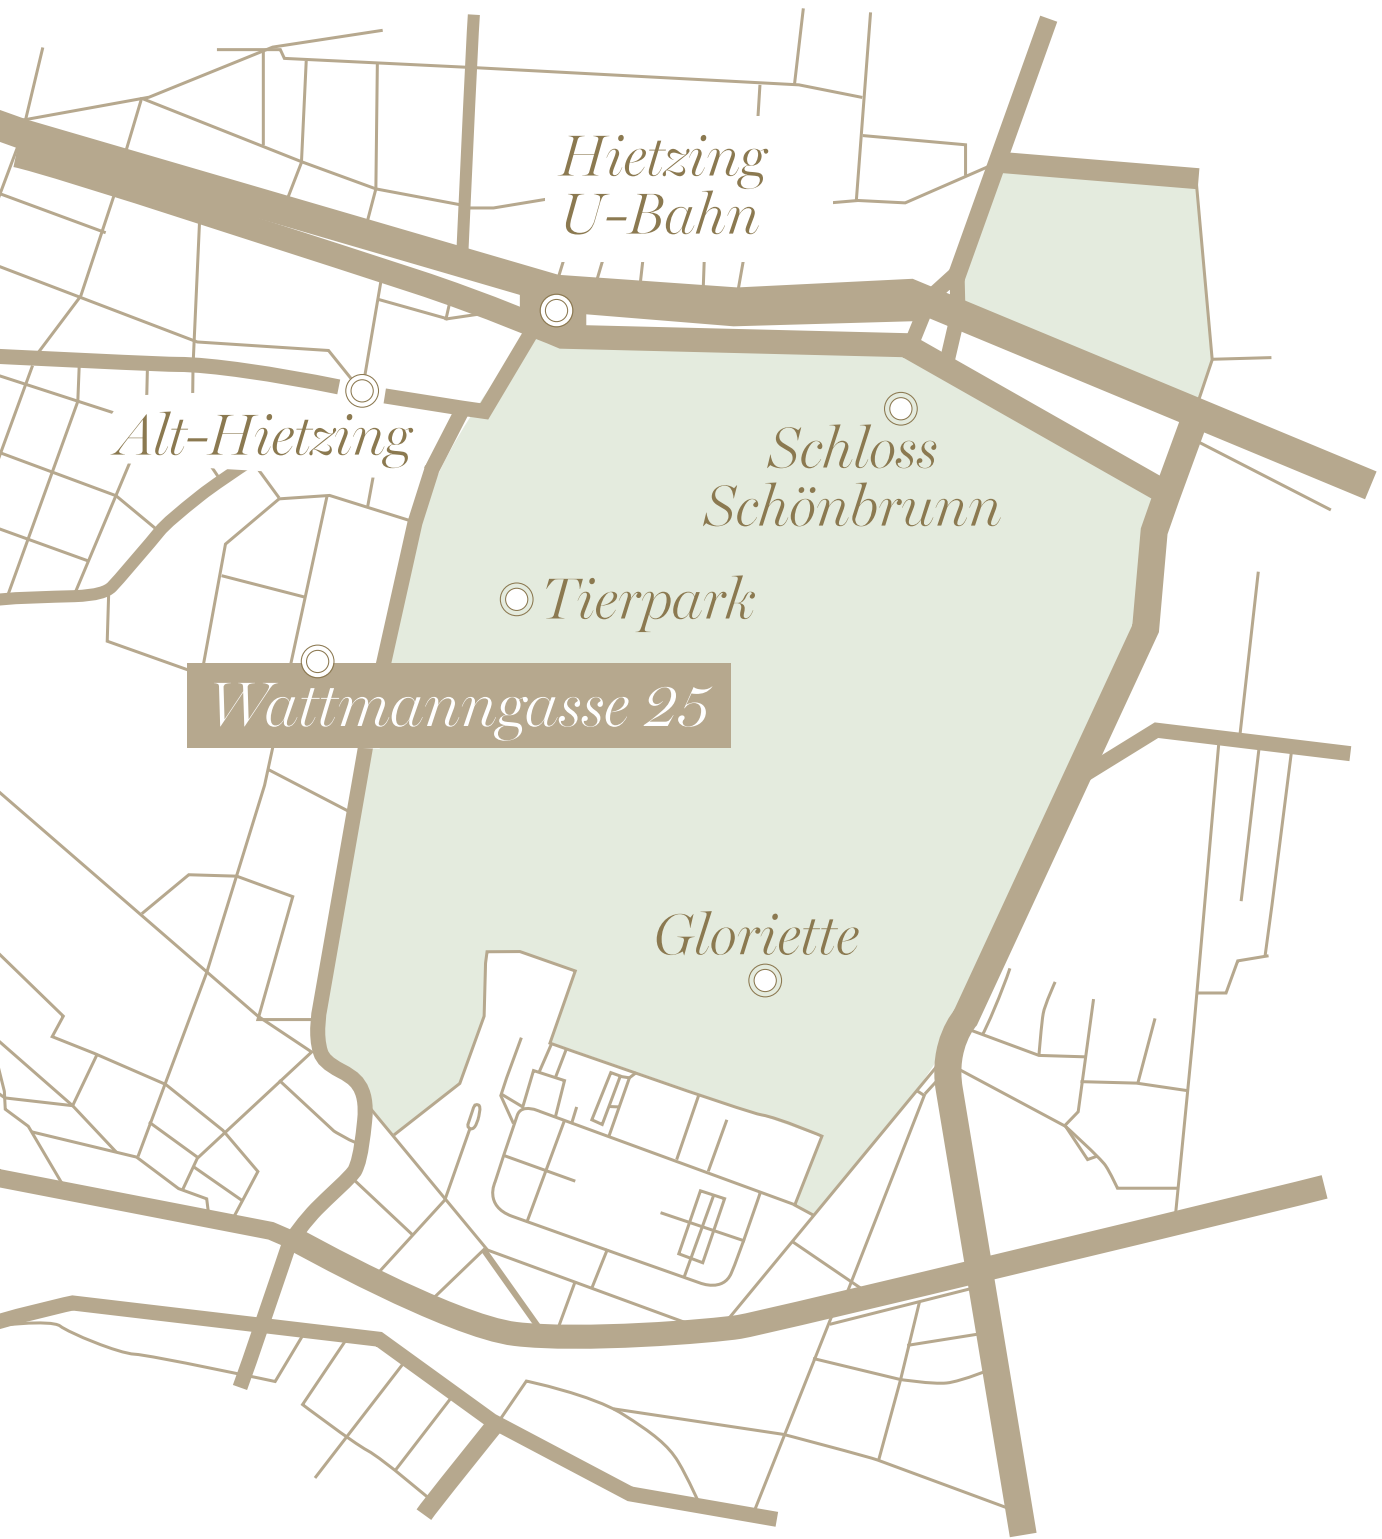 Hietzing
U-Bahn
Alt-Hietzing
Schloss
Schönbrunn
Tierpark
Wattmanngasse 25
Gloriette